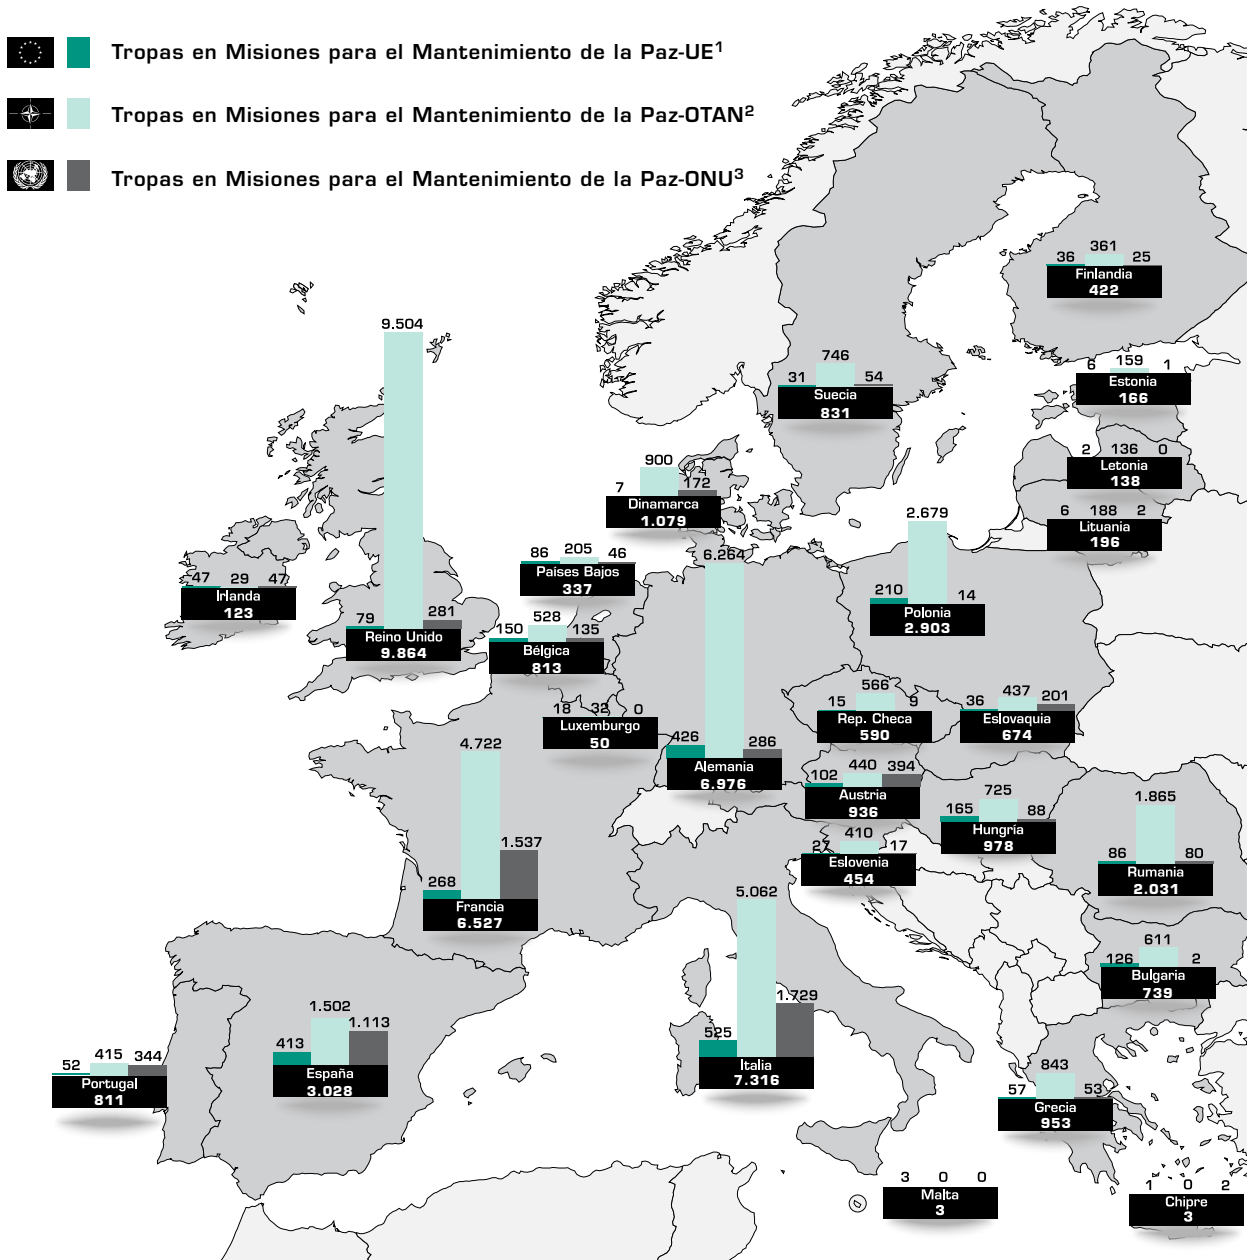 Tropas en Misiones para el Mantenimiento de la Paz-UE1
Tropas en Misiones para el Mantenimiento de la Paz-OTAN2
Tropas en Misiones para el Mantenimiento de la Paz-ONU3
36 361 25
Finlandia
422
9.504
79 281
Reino Unido
9.864
31 746 54
Suecia
831
6 159 1
Estonia
166
2 136 0
Letonia
138
7 900 172
Dinamarca
1.079
6 188 2
Lituania
196
47 29 47
Irlanda
123
86 205 46
Países Bajos
337
6.264
426 286
Alemania
6.976
2.679
210 14
Polonia
2.903
150 528 135
Bélgica
813
18 32 0
Luxemburgo
50
15 566 9
Rep. Checa
590
36 437 201
Eslovaquia
674
4.722
268 1.537
Francia
6.527
102 440 394
Austria
936
165 725 88
Hungría
978
1.865
86 80
Rumania
2.031
27 410 17
Eslovenia
454
5.062
525 1.729
Italia
7.316
126 611 2
Bulgaria
739
1.502
413 1.113
España
3.028
52 415 344
Portugal
811
57 843 53
Grecia
953
3 0 0
Malta
3
1 0 2
Chipre
3